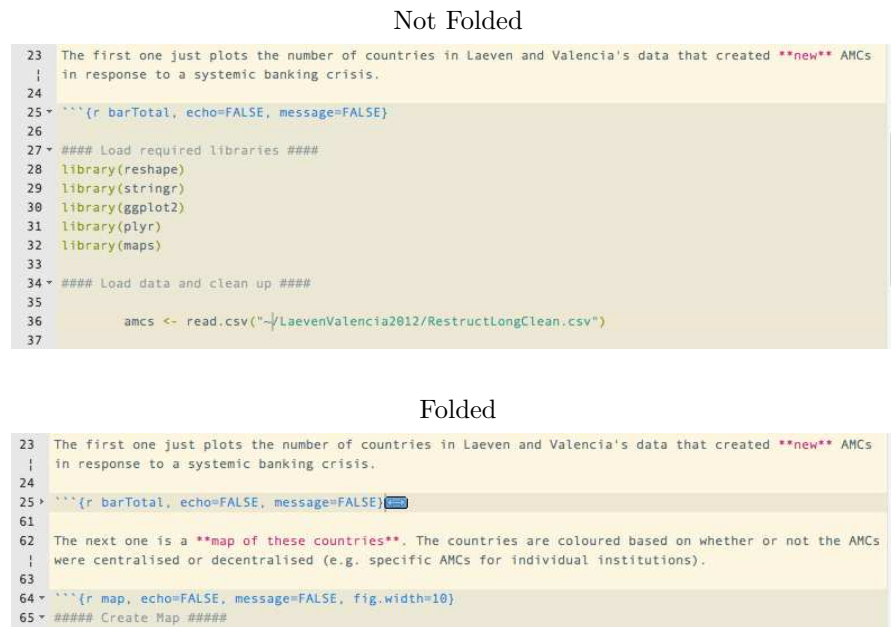 Not Folded
23 The first one just plots the number of countries in Laeven and Valencia's data that created **new** AMCs
in response to a systemic banking crisis.
24
25 ```{r barTotal, echo=FALSE, message=FALSE}
26
27 #### Load required libraries ####
28 library(reshape)
29 library(stringr)
30 library(ggplot2)
31 library(plyr)
32 library(maps)
33
34 #### Load data and clean up ####
35
36 amcs <- read.csv("~/LaevenValencia2012/RestructLongClean.csv")
37
Folded
23 The first one just plots the number of countries in Laeven and Valencia's data that created **new** AMCs
in response to a systemic banking crisis.
24
25 ```{r barTotal, echo=FALSE, message=FALSE}
61
62 The next one is a **map of these countries**. The countries are coloured based on whether or not the AMCs
were centralised or decentralised (e.g. specific AMCs for individual institutions).
63
64 ```{r map, echo=FALSE, message=FALSE, fig.width=10}
65 ##### Create Map #####